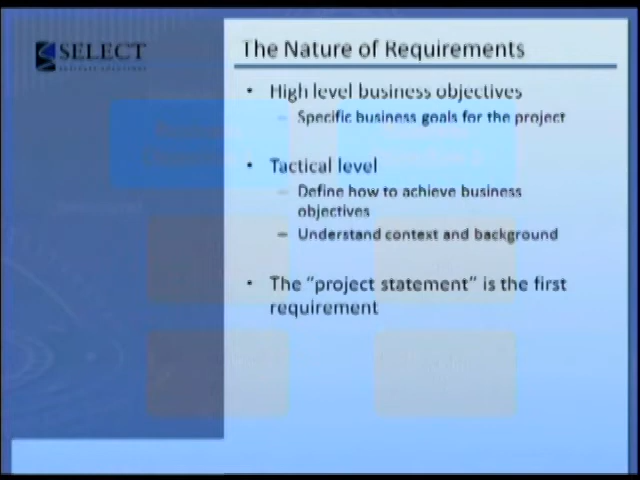 SELECT
The Nature of Requirements
• High level business objectives
– Specific business goals for the project
• Tactical level
– Define how to achieve business
objectives
– Understand context and background
• The "project statement" is the first
requirement